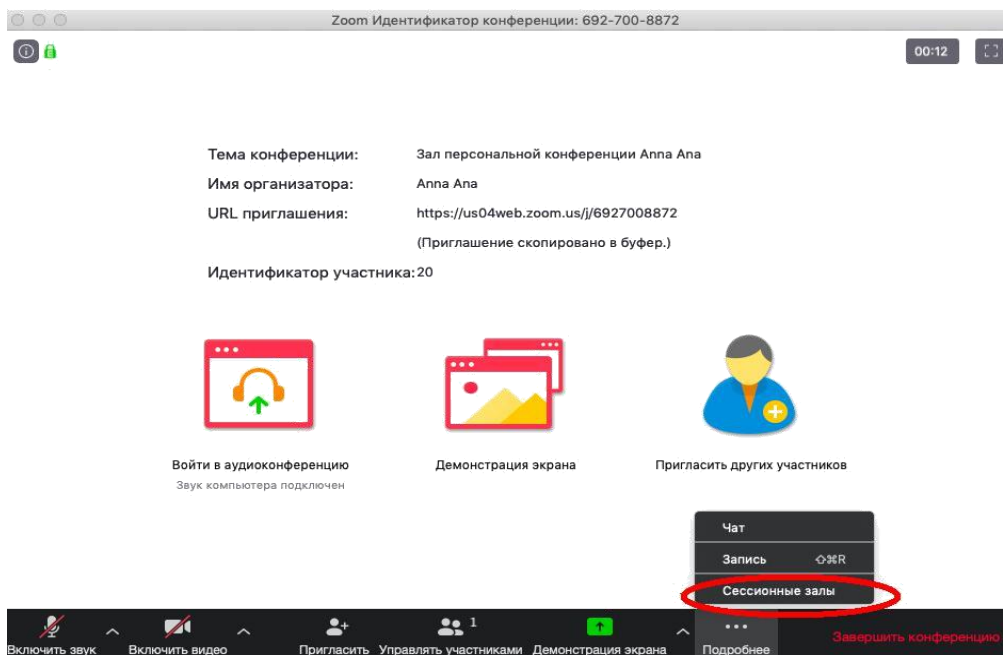 Zoom Идентификатор конференции: 692-700-8872
00:12
Тема конференции: Зал персональной конференции Anna Ana
Имя организатора: Anna Ana
URL приглашения: https://us04web.zoom.us/j/6927008872
(Приглашение скопировано в буфер.)
Идентификатор участника: 20
Войти в аудиоконференцию
Звук компьютера подключен
Демонстрация экрана
Пригласить других участников
Чат
Запись ⇧⌘R
Сессионные залы
Включить звук
Включить видео
Пригласить
Управлять участниками 1
Демонстрация экрана
Подробнее
Завершить конференцию